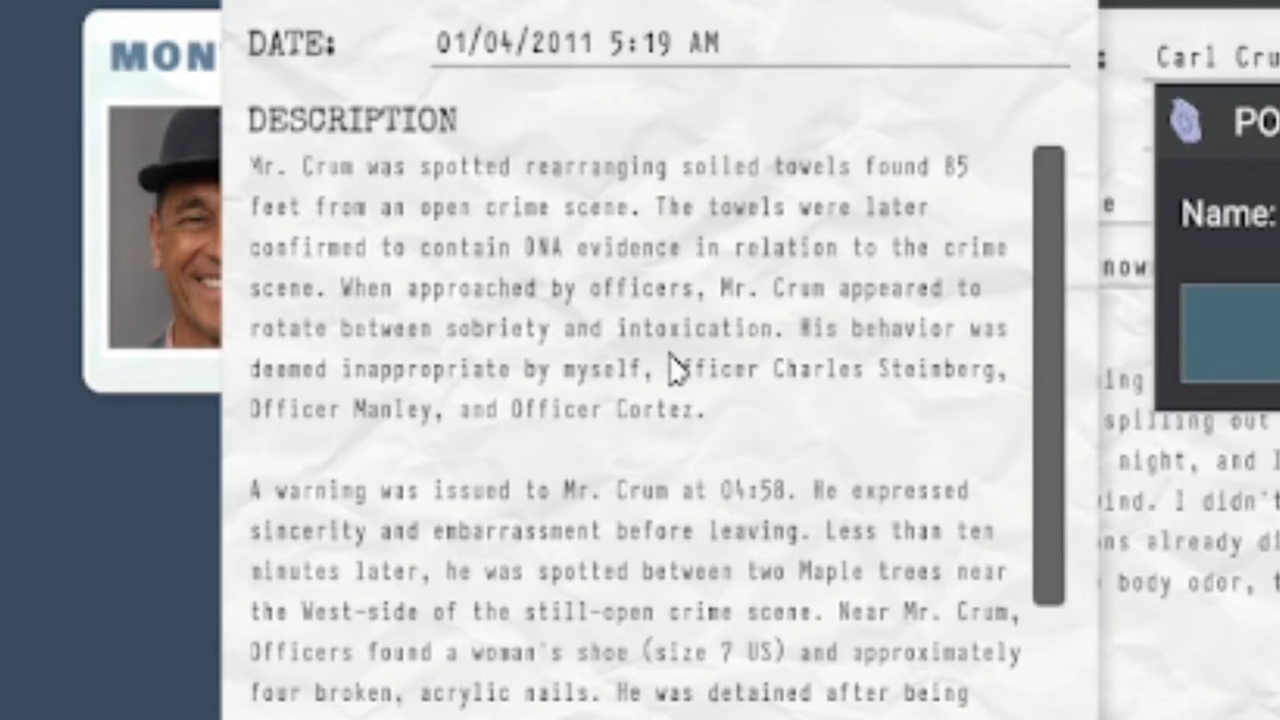 MON
DATE: 01/04/2011 5:19 AM
DESCRIPTION
Mr. Crum was spotted rearranging soiled towels found 85
feet from an open crime scene. The towels were later
confirmed to contain DNA evidence in relation to the crime
scene. When approached by officers, Mr. Crum appeared to
rotate between sobriety and intoxication. His behavior was
deemed inappropriate by myself, Officer Charles Steinberg,
Officer Manley, and Officer Cortez.
A warning was issued to Mr. Crum at 04:58. He expressed
sincerity and embarrassment before leaving. Less than ten
minutes later, he was spotted between two Maple trees near
the West-side of the still-open crime scene. Near Mr. Crum,
Officers found a woman's shoe (size 7 US) and approximately
four broken, acrylic nails. He was detained after being
: Carl Cru
PO
e
Name:
now
ing
spilling out
night, and I
ind. I didn't
ns already di
body odor, t